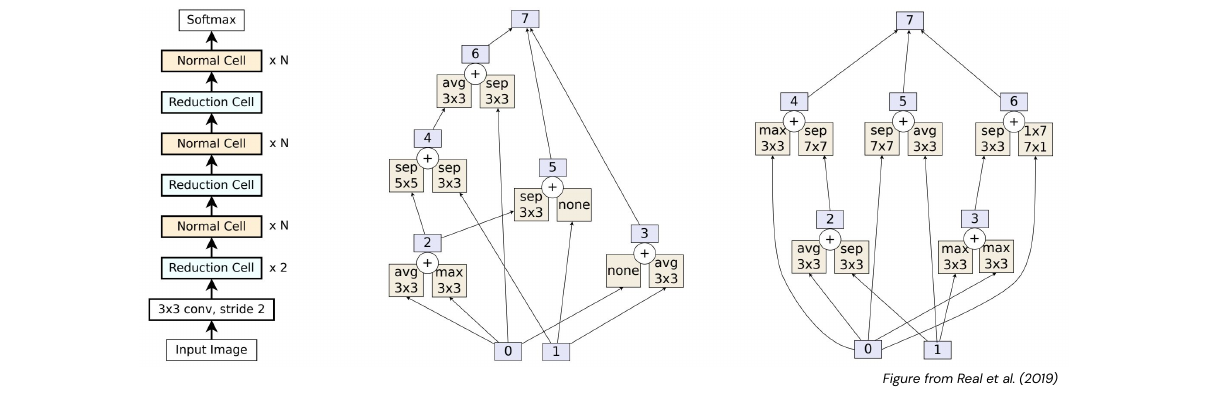 Softmax
Normal Cell x N
Reduction Cell
Normal Cell x N
Reduction Cell
Normal Cell x N
Reduction Cell x 2
3x3 conv, stride 2
Input Image
7
6
+
avg sep
3x3 3x3
4
+
sep sep
5x5 3x3
5
+
sep none
3x3
2
+
avg max
3x3 3x3
3
+
none avg
3x3
0 1
7
4 5 6
+ + +
max sep sep avg sep 1x7
3x3 7x7 7x7 3x3 3x3 7x1
2 3
+ +
avg sep max max
3x3 3x3 3x3 3x3
0 1
Figure from Real et al. (2019)